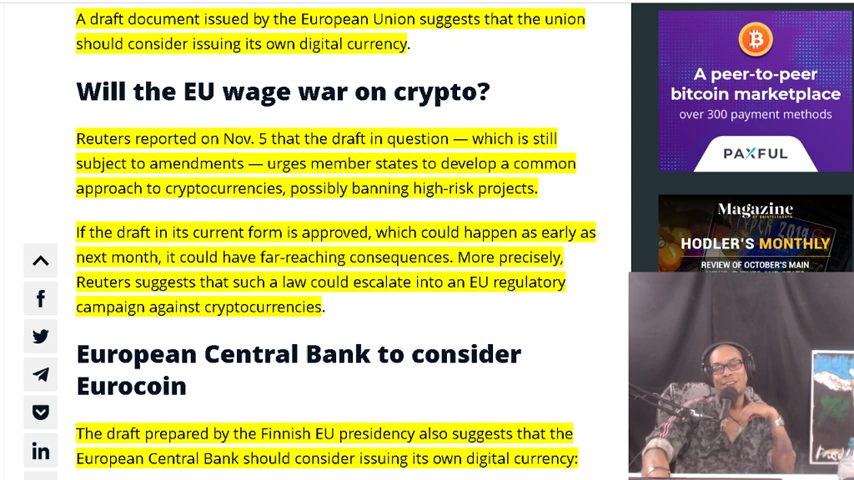 A draft document issued by the European Union suggests that the union
should consider issuing its own digital currency.
Will the EU wage war on crypto?
Reuters reported on Nov. 5 that the draft in question — which is still
subject to amendments — urges member states to develop a common
approach to cryptocurrencies, possibly banning high-risk projects.
If the draft in its current form is approved, which could happen as early as
next month, it could have far-reaching consequences. More precisely,
Reuters suggests that such a law could escalate into an EU regulatory
campaign against cryptocurrencies.
European Central Bank to consider
Eurocoin
The draft prepared by the Finnish EU presidency also suggests that the
European Central Bank should consider issuing its own digital currency:
A peer-to-peer
bitcoin marketplace
over 300 payment methods
PAXFUL
Magazine
HODLER'S MONTHLY
REVIEW OF OCTOBER'S MAIN